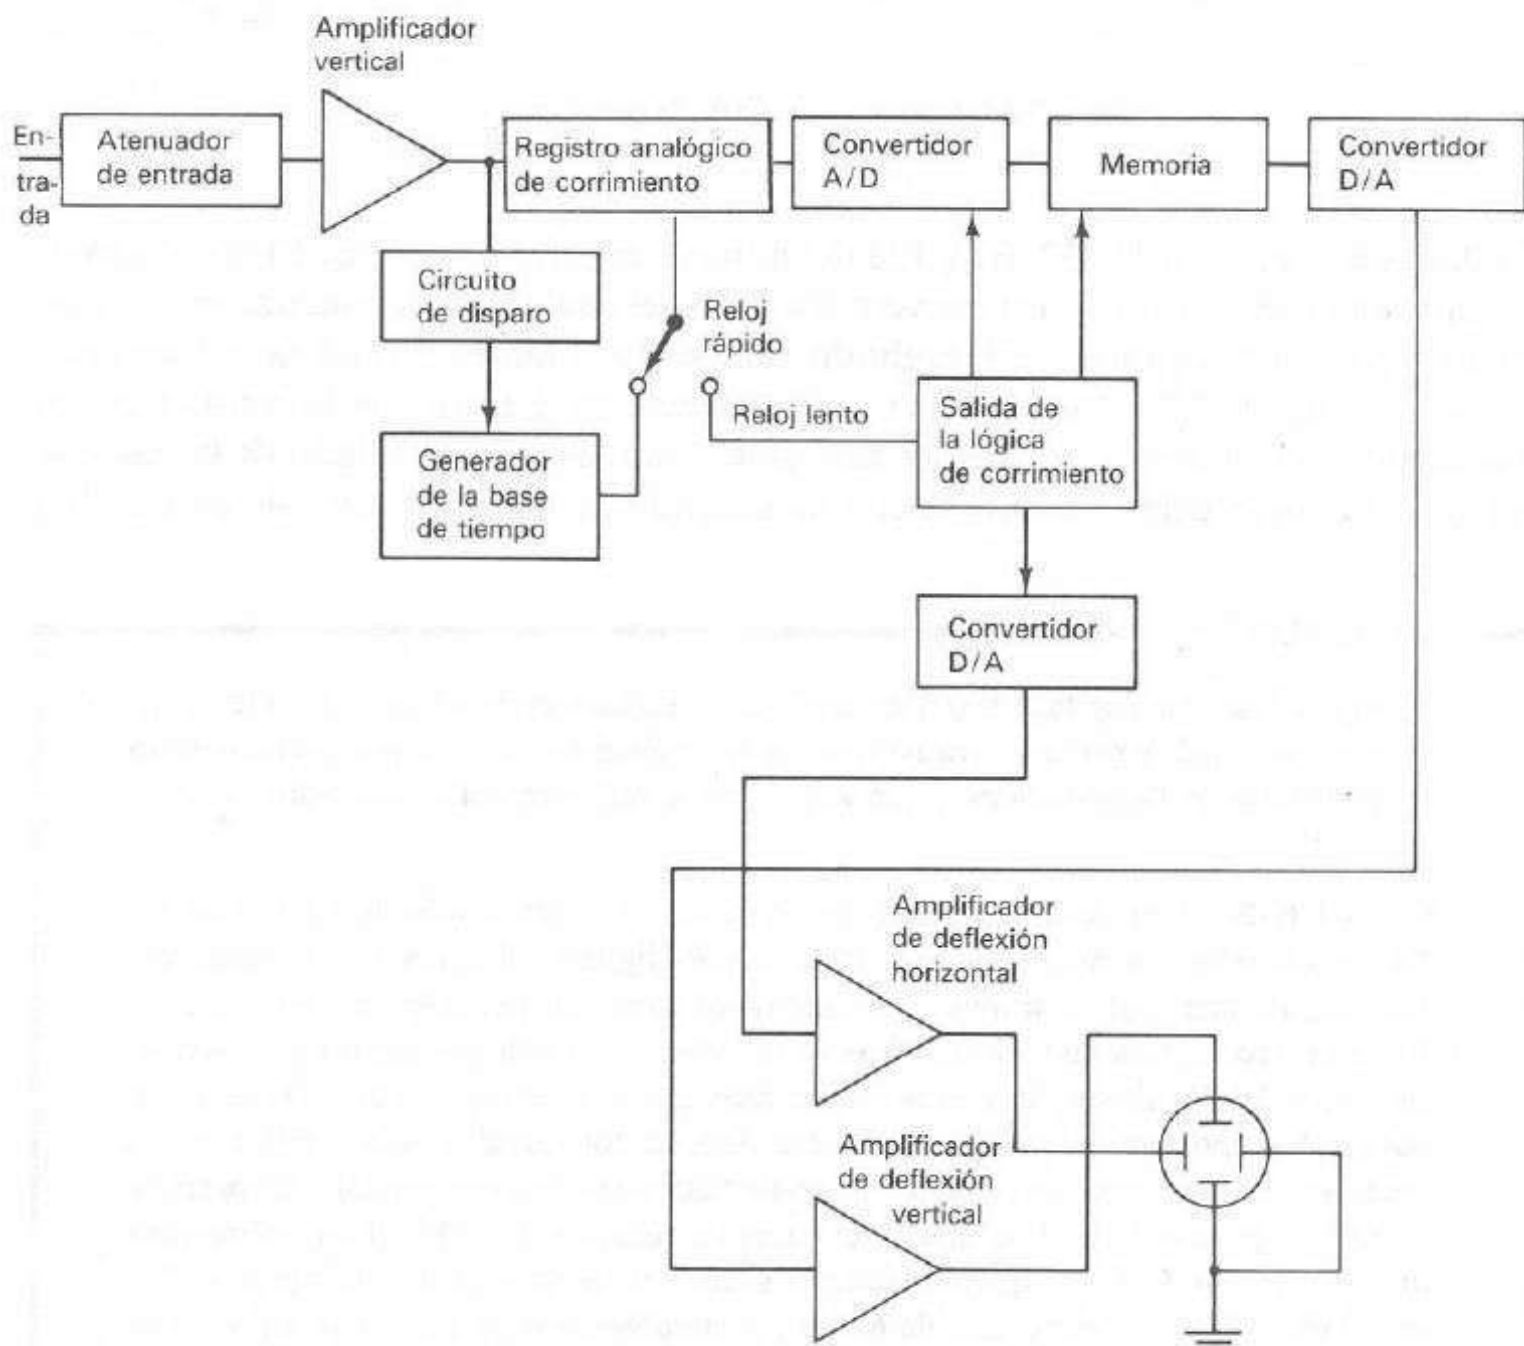 Amplificador
vertical
En-
tra-
da
Atenuador
de entrada
Registro analógico
de corrimiento
Convertidor
A/D
Memoria
Convertidor
D/A
Circuito
de disparo
Reloj
rápido
Reloj lento
Salida de
la lógica
de corrimiento
Generador
de la base
de tiempo
Convertidor
D/A
Amplificador
de deflexión
horizontal
Amplificador
de deflexión
vertical